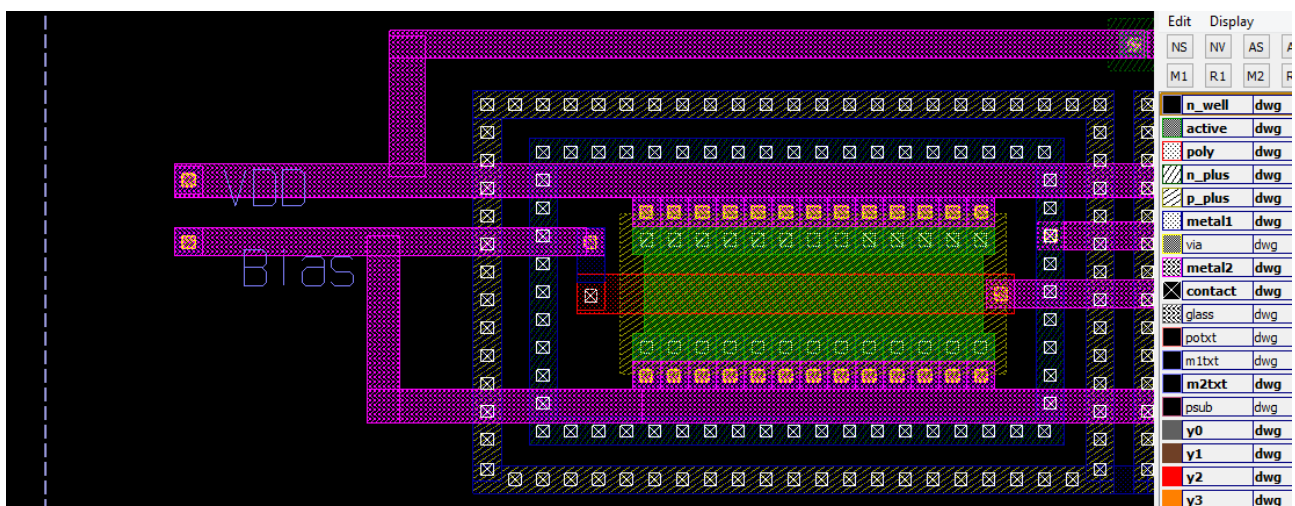 VDD
Bias
Edit Display
NS NV AS A
M1 R1 M2 R
n_well dwg
active dwg
poly dwg
n_plus dwg
p_plus dwg
metal1 dwg
via dwg
metal2 dwg
contact dwg
glass dwg
potxt dwg
m1txt dwg
m2txt dwg
psub dwg
y0 dwg
y1 dwg
y2 dwg
y3 dwg